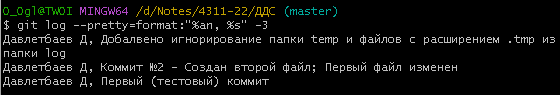 O_Ogl@TWOI MINGW64 /d/Notes/4311-22/ДДС (master)
$ git log --pretty=format:"%an, %s" -3
Давлетбаев Д, Добалвено игнорирование папки temp и файлов с расширением .tmp из
папки log
Давлетбаев Д, Коммит №2 - Создан второй файл; Первый файл изменен
Давлетбаев Д, Первый (тестовый) коммит